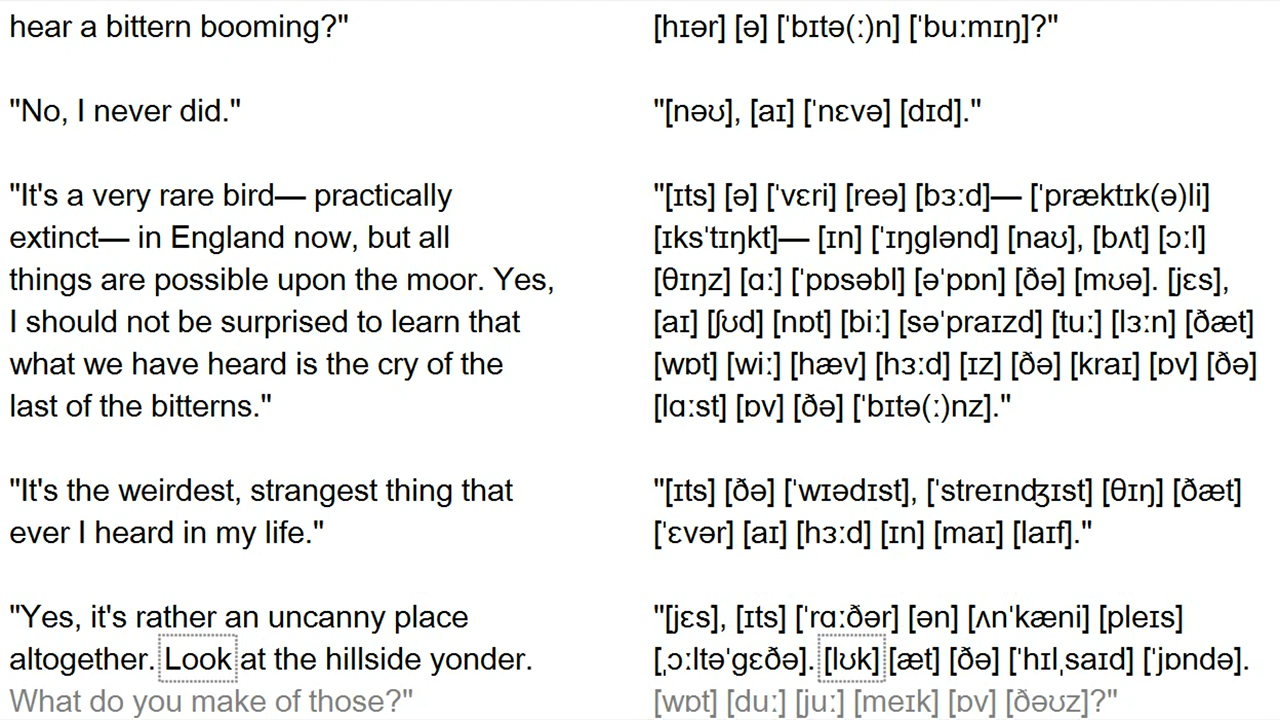 hear a bittern booming?"
"No, I never did."
"It's a very rare bird— practically
extinct— in England now, but all
things are possible upon the moor. Yes,
I should not be surprised to learn that
what we have heard is the cry of the
last of the bitterns."
"It's the weirdest, strangest thing that
ever I heard in my life."
"Yes, it's rather an uncanny place
altogether. Look at the hillside yonder.
What do you make of those?"
[hɪər] [ə] [ˈbɪtə(ː)n] [ˈbuːmɪŋ]?"
"[nəʊ], [aɪ] [ˈnɛvə] [dɪd]."
"[ɪts] [ə] [ˈvɛri] [reə] [bɜːd]— [ˈpræktɪk(ə)li]
[ɪksˈtɪŋkt]— [ɪn] [ˈɪŋglənd] [naʊ], [bʌt] [ɔːl]
[θɪŋz] [ɑː] [ˈpɒsəbl] [əˈpɒn] [ðə] [mʊə]. [jɛs],
[aɪ] [ʃʊd] [nɒt] [biː] [səˈpraɪzd] [tuː] [lɜːn] [ðæt]
[wɒt] [wiː] [hæv] [hɜːd] [ɪz] [ðə] [kraɪ] [ɒv] [ðə]
[lɑːst] [ɒv] [ðə] [ˈbɪtə(ː)nz]."
"[ɪts] [ðə] [ˈwɪədɪst], [ˈstreɪnʤɪst] [θɪŋ] [ðæt]
[ˈɛvər] [aɪ] [hɜːd] [ɪn] [maɪ] [laɪf]."
"[jɛs], [ɪts] [ˈrɑːðər] [ən] [ʌnˈkæni] [pleɪs]
[ˌɔːltəˈgɛðə]. [lʊk] [æt] [ðə] [ˈhɪlˌsaɪd] [ˈjɒndə].
[wɒt] [duː] [juː] [meɪk] [ɒv] [ðəʊz]?"